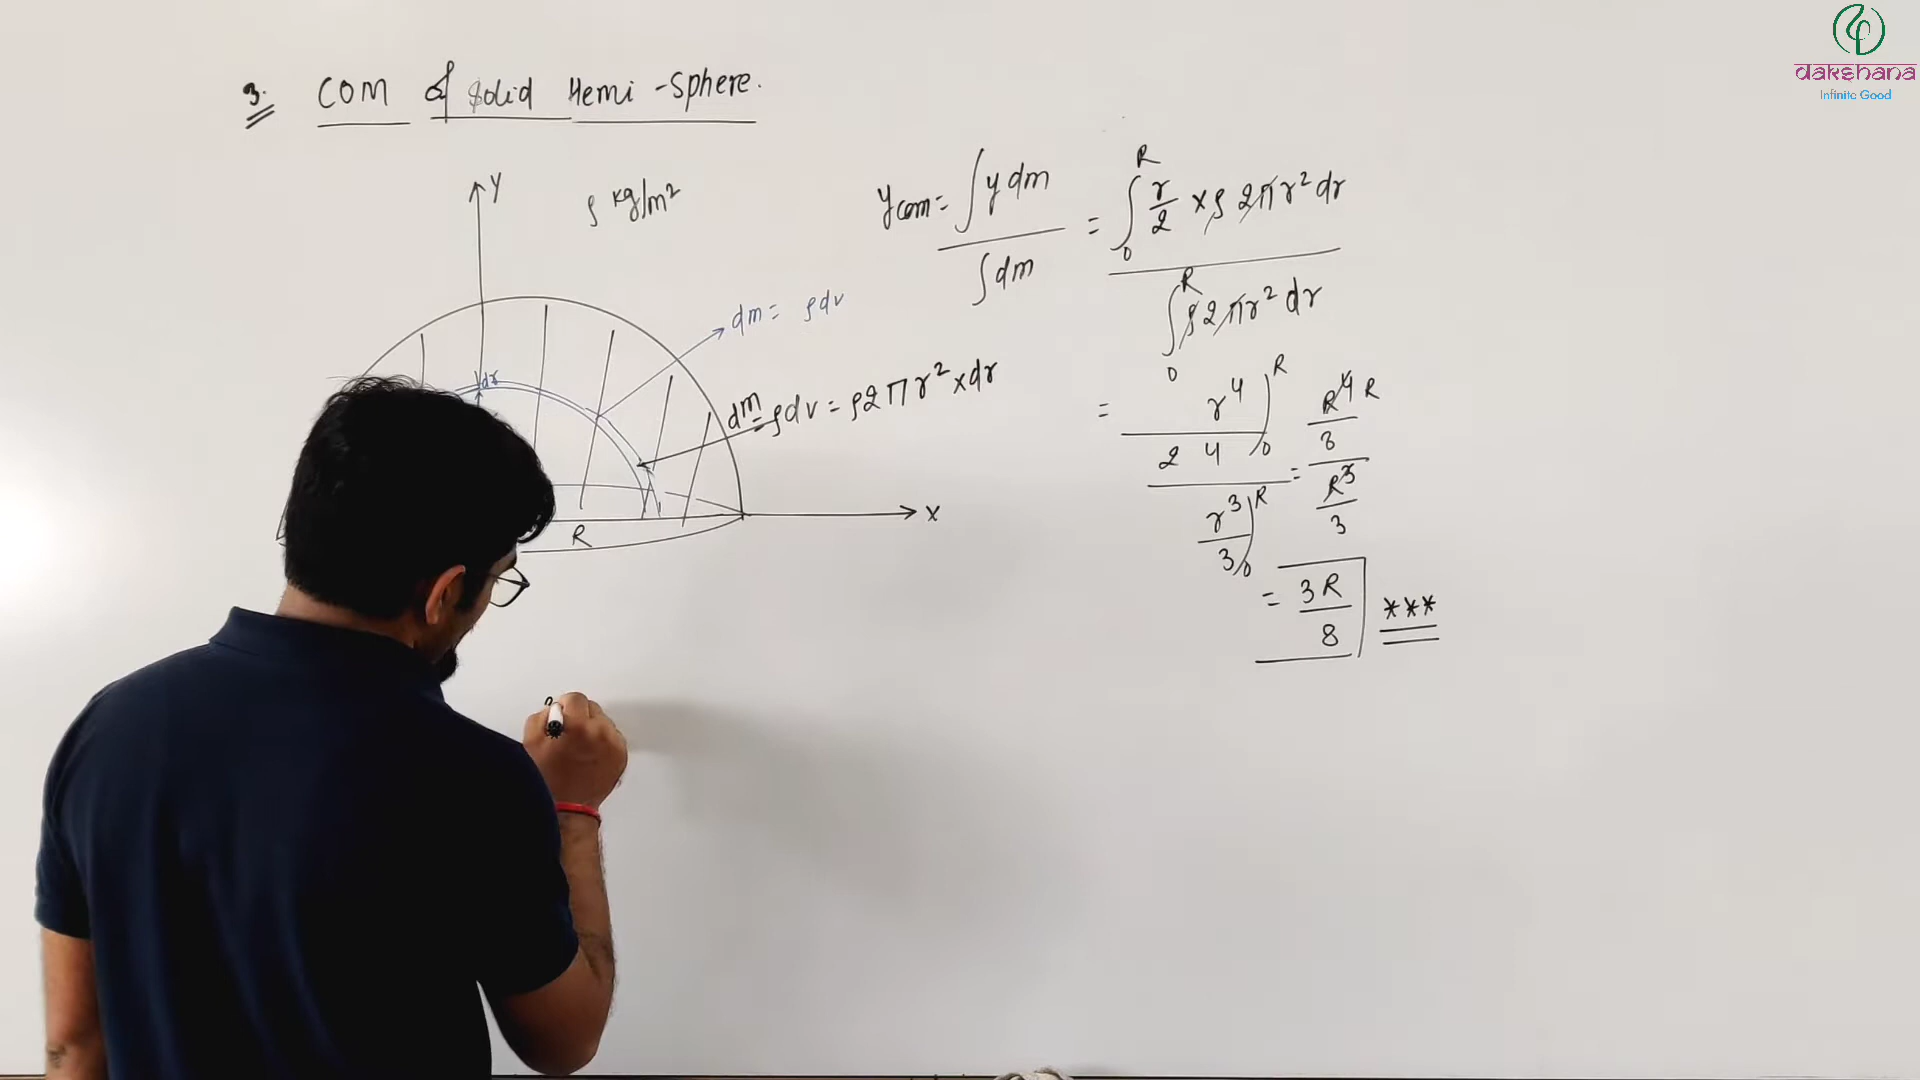 3. COM of Solid Hemi-Sphere.
Y
ρ kg/m²
dm = ρdv
dr
dm = ρdv = ρ2πr² × dr
R
X
Ycom = ∫y dm / ∫dm = ∫₀ᴿ r/2 × ρ 2πr² dr / ∫₀ᴿ ρ2πr² dr
= (r⁴ / 2 4)₀ᴿ / (r³/3)₀ᴿ = (R⁴ R / 8) / (R³ / 3)
= 3R / 8 ***
dakshana
Infinite Good